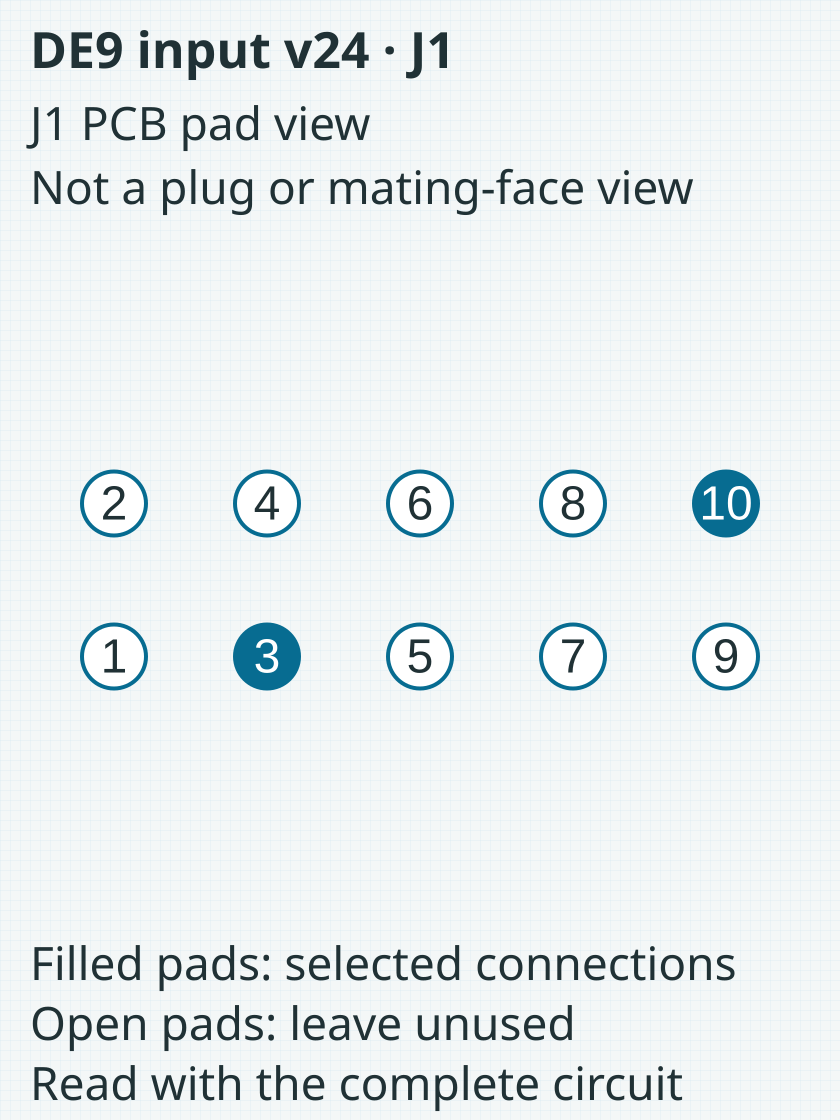 DE9 input v24 · J1
J1 PCB pad view
Not a plug or mating-face view
2 4 6 8 10
1 3 5 7 9
Filled pads: selected connections
Open pads: leave unused
Read with the complete circuit